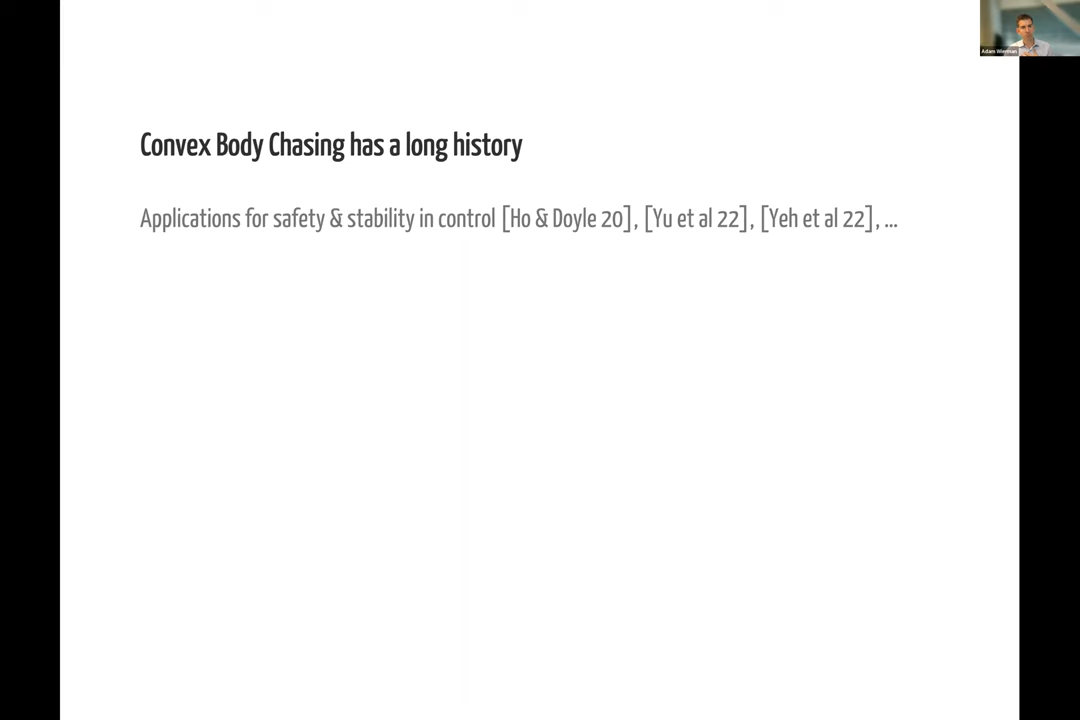 Adam Wierman
Convex Body Chasing has a long history
Applications for safety & stability in control [Ho & Doyle 20], [Yu et al 22], [Yeh et al 22], ...